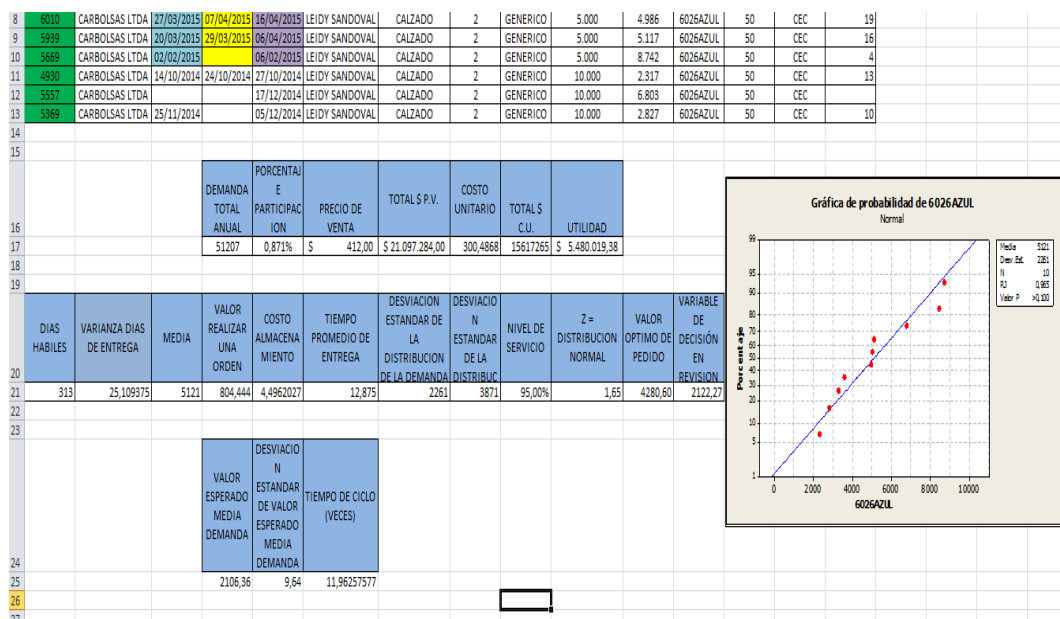 8 6010 CARBOLSAS LTDA 27/03/2015 07/04/2015 16/04/2015 LEIDY SANDOVAL CALZADO 2 GENERICO 5.000 4.986 6026AZUL 50 CEC 19
9 5939 CARBOLSAS LTDA 20/03/2015 29/03/2015 06/04/2015 LEIDY SANDOVAL CALZADO 2 GENERICO 5.000 5.117 6026AZUL 50 CEC 16
10 5669 CARBOLSAS LTDA 02/02/2015 06/02/2015 LEIDY SANDOVAL CALZADO 2 GENERICO 5.000 8.742 6026AZUL 50 CEC 4
11 4930 CARBOLSAS LTDA 14/10/2014 24/10/2014 27/10/2014 LEIDY SANDOVAL CALZADO 2 GENERICO 10.000 2.317 6026AZUL 50 CEC 13
12 5557 CARBOLSAS LTDA 17/12/2014 LEIDY SANDOVAL CALZADO 2 GENERICO 10.000 6.803 6026AZUL 50 CEC
13 5369 CARBOLSAS LTDA 25/11/2014 05/12/2014 LEIDY SANDOVAL CALZADO 2 GENERICO 10.000 2.827 6026AZUL 50 CEC 10
14
15
16 DEMANDA TOTAL ANUAL PORCENTAJ E PARTICIPAC ION PRECIO DE VENTA TOTAL $ P.V. COSTO UNITARIO TOTAL $ C.U. UTILIDAD
17 51207 0,871% $ 412,00 $ 21.097.284,00 300,4868 15617265 $ 5.480.019,38
18
19
20 DIAS HABILES VARIANZA DIAS DE ENTREGA MEDIA VALOR REALIZAR UNA ORDEN COSTO ALMACENA MIENTO TIEMPO PROMEDIO DE ENTREGA DESVIACION ESTANDAR DE LA DISTRIBUCION DE LA DEMANDA DESVIACIO N ESTANDAR DE LA DISTRIBUC NIVEL DE SERVICIO Z = DISTRIBUTION NORMAL VALOR OPTIMO DE PEDIDO VARIABLE DE DECISIÓN EN REVISION
21 313 25,109375 5121 804,444 4,4962027 12,875 2261 3871 95,00% 1,65 4280,60 2122,27
22
23
24 VALOR ESPERADO MEDIA DEMANDA DESVIACIO N ESTANDAR DE VALOR ESPERADO MEDIA DEMANDA TIEMPO DE CICLO (VECES)
25 2106,36 9,64 11,96257577
26
Gráfica de probabilidad de 6026AZUL
Normal
Porcentaje
99
95
90
80
70
60
50
40
30
20
10
5
1
0 2000 4000 6000 8000 10000
6026AZUL
Media 5121
Desv.Est. 2261
N 10
RJ 0,965
Valor P >0,100